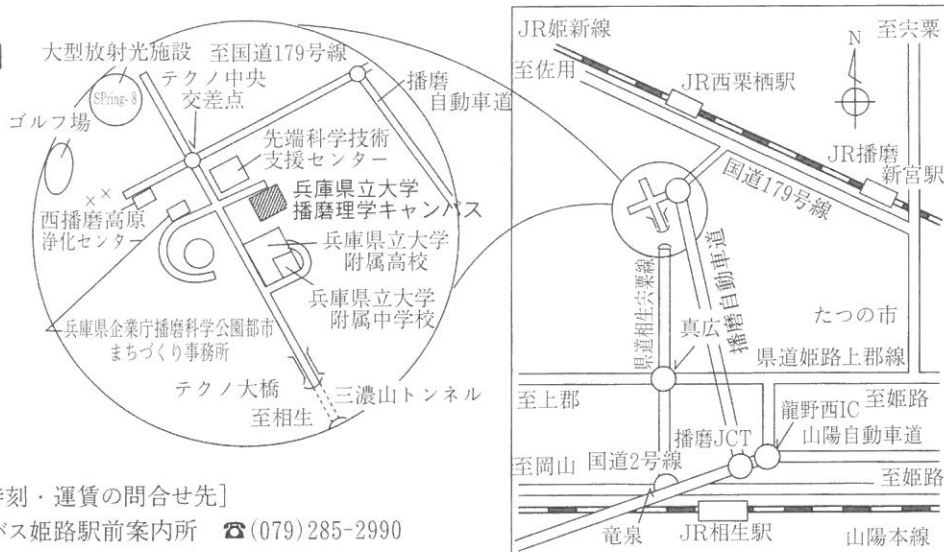 大型放射光施設
至国道179号線
SPring-8
テクノ中央
交差点
播磨
自動車道
ゴルフ場
先端科学技術
支援センター
兵庫県立大学
播磨理学キャンパス
西播磨高原
浄化センター
兵庫県立大学
附属高校
兵庫県立大学
附属中学校
兵庫県企業庁播磨科学公園都市
まちづくり事務所
テクノ大橋
三濃山トンネル
至相生
JR姫新線
至宍粟
至佐用
N
JR西栗栖駅
JR播磨
新宮駅
国道179号線
播磨自動車道
県道相生宍粟線
たつの市
真広
県道姫路上郡線
至上郡
至姫路
龍野西IC
播磨JCT
山陽自動車道
至岡山
国道2号線
至姫路
竜泉
JR相生駅
山陽本線
刻・運賃の問合せ先]
バス姫路駅前案内所 ☎(079)285-2990